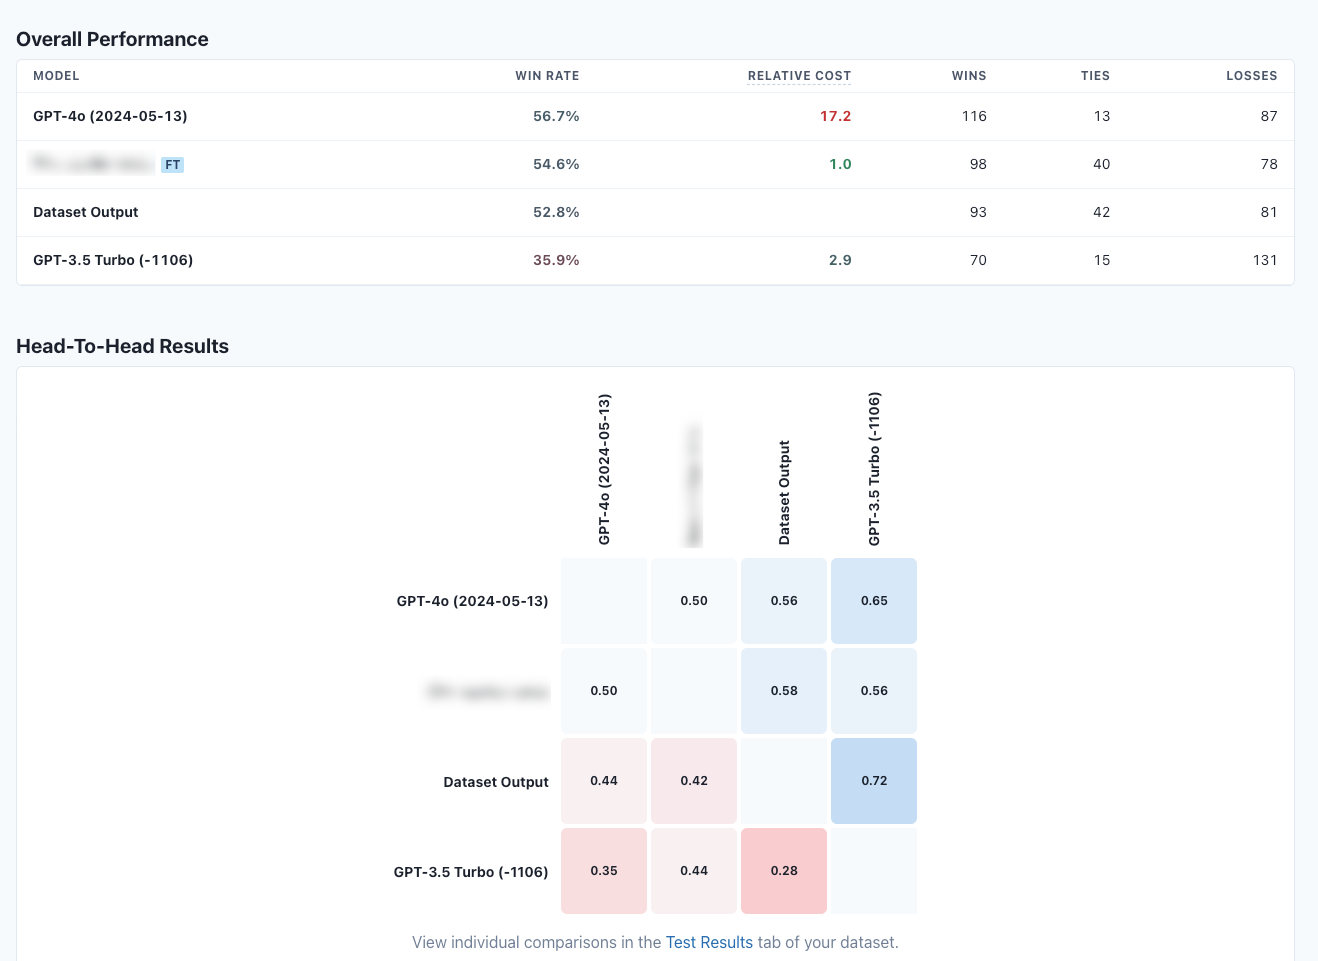 Overall Performance
MODEL WIN RATE RELATIVE COST WINS TIES LOSSES
GPT-4o (2024-05-13) 56.7% 17.2 116 13 87
FT 54.6% 1.0 98 40 78
Dataset Output 52.8% 93 42 81
GPT-3.5 Turbo (-1106) 35.9% 2.9 70 15 131
Head-To-Head Results
GPT-4o (2024-05-13)
Dataset Output
GPT-3.5 Turbo (-1106)
GPT-4o (2024-05-13) 0.50 0.56 0.65
0.50 0.58 0.56
Dataset Output 0.44 0.42 0.72
GPT-3.5 Turbo (-1106) 0.35 0.44 0.28
View individual comparisons in the Test Results tab of your dataset.